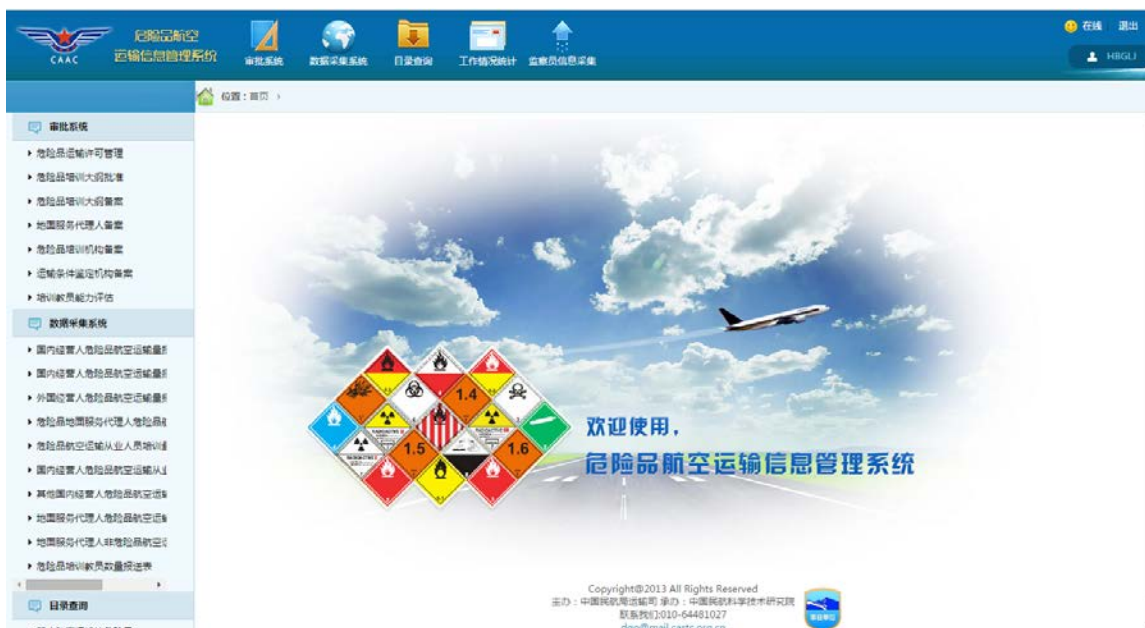 危险品航空
运输信息管理系统
CAAC
审批系统
数据采集系统
目录查询
工作情况统计
监察员信息采集
在线
退出
HBGLJ
位置：首页
审批系统
危险品运输许可管理
危险品培训大纲批准
危险品培训大纲备案
地面服务代理人备案
危险品培训机构备案
运输条件鉴定机构备案
培训教员能力评估
数据采集系统
国内经营人危险品航空运输量
国内经营人危险品航空运输量
外国经营人危险品航空运输量
危险品地面服务代理人危险品
危险品航空运输从业人员培训
国内经营人危险品航空运输从
其他国内经营人危险品航空运
地面服务代理人危险品航空运
地面服务代理人非危险品航空
危险品培训教员数量报送表
目录查询
1.4
1.5
1.6
欢迎使用，
危险品航空运输信息管理系统
Copyright@2013 All Rights Reserved
主办：中国民航局运输司 承办：中国民航科学技术研究院
联系我们:010-64481027
事业单位